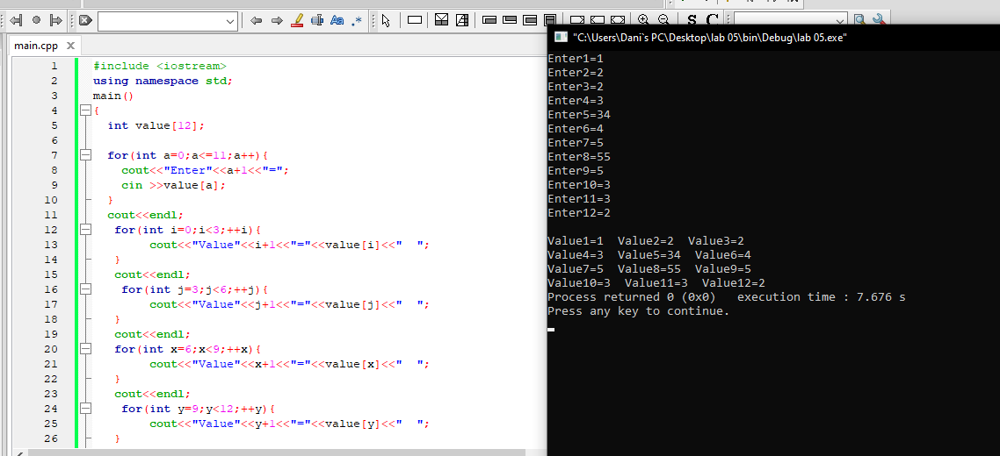 S C
main.cpp ×
1 #include <iostream>
2 using namespace std;
3 main()
4 {
5 int value[12];
6
7 for(int a=0;a<=11;a++){
8 cout<<"Enter"<<a+1<<"=";
9 cin >>value[a];
10 }
11 cout<<endl;
12 for(int i=0;i<3;++i){
13 cout<<"Value"<<i+1<<"="<<value[i]<<"  ";
14 }
15 cout<<endl;
16 for(int j=3;j<6;++j){
17 cout<<"Value"<<j+1<<"="<<value[j]<<"  ";
18 }
19 cout<<endl;
20 for(int x=6;x<9;++x){
21 cout<<"Value"<<x+1<<"="<<value[x]<<"  ";
22 }
23 cout<<endl;
24 for(int y=9;y<12;++y){
25 cout<<"Value"<<y+1<<"="<<value[y]<<"  ";
26 }
"C:\Users\Dani`s PC\Desktop\lab 05\bin\Debug\lab 05.exe"
Enter1=1
Enter2=2
Enter3=2
Enter4=3
Enter5=34
Enter6=4
Enter7=5
Enter8=55
Enter9=5
Enter10=3
Enter11=3
Enter12=2
Value1=1  Value2=2  Value3=2
Value4=3  Value5=34  Value6=4
Value7=5  Value8=55  Value9=5
Value10=3  Value11=3  Value12=2
Process returned 0 (0x0)   execution time : 7.676 s
Press any key to continue.